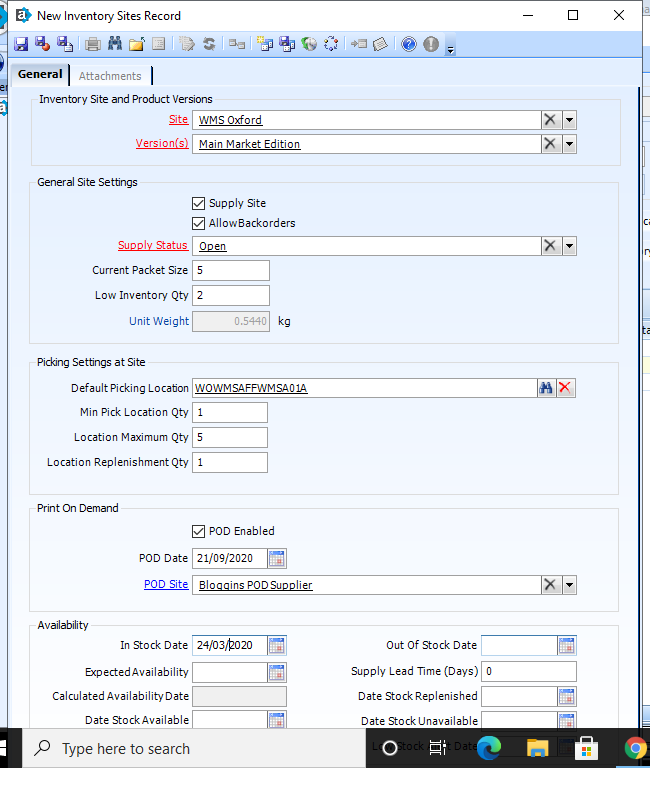 New Inventory Sites Record
General Attachments
Inventory Site and Product Versions
Site WMS Oxford
Version(s) Main Market Edition
General Site Settings
Supply Site
Allow Backorders
Supply Status Open
Current Packet Size 5
Low Inventory Qty 2
Unit Weight 0.5440 kg
Picking Settings at Site
Default Picking Location WOWMSAFFWMSA01A
Min Pick Location Qty 1
Location Maximum Qty 5
Location Replenishment Qty 1
Print On Demand
POD Enabled
POD Date 21/09/2020
POD Site Bloggins POD Supplier
Availability
In Stock Date 24/03/2020 Out Of Stock Date
Expected Availability Supply Lead Time (Days) 0
Calculated Availability Date Date Stock Replenished
Date Stock Available Date Stock Unavailable
Type here to search